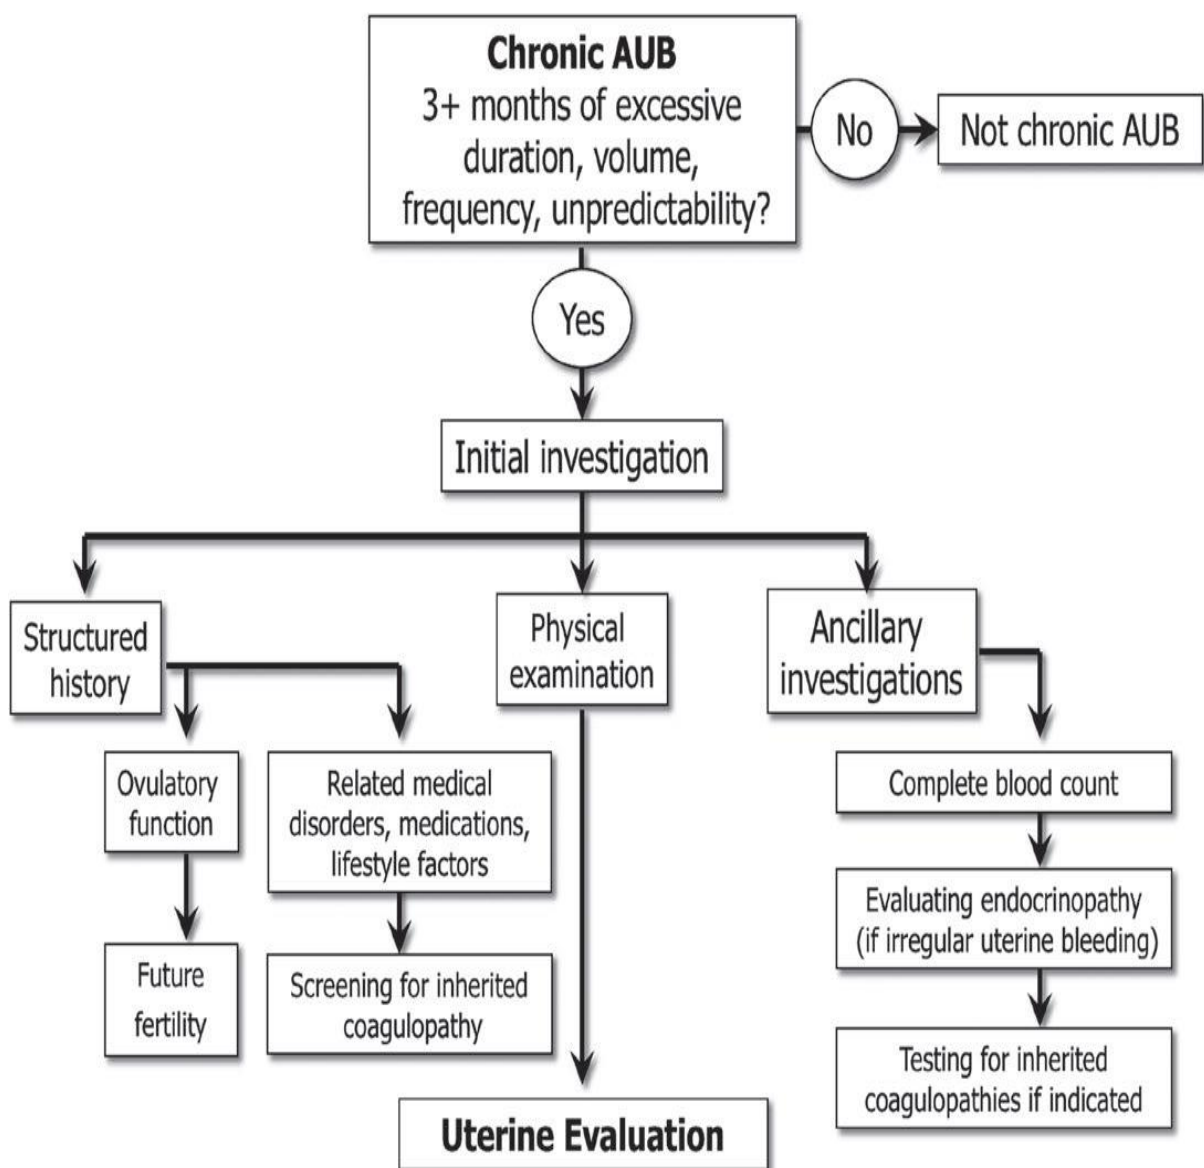 Chronic AUB
3+ months of excessive
duration, volume,
frequency, unpredictability?
No
Not chronic AUB
Yes
Initial investigation
Structured
history
Physical
examination
Ancillary
investigations
Ovulatory
function
Related medical
disorders, medications,
lifestyle factors
Complete blood count
Future
fertility
Screening for inherited
coagulopathy
Evaluating endocrinopathy
(if irregular uterine bleeding)
Testing for inherited
coagulopathies if indicated
Uterine Evaluation